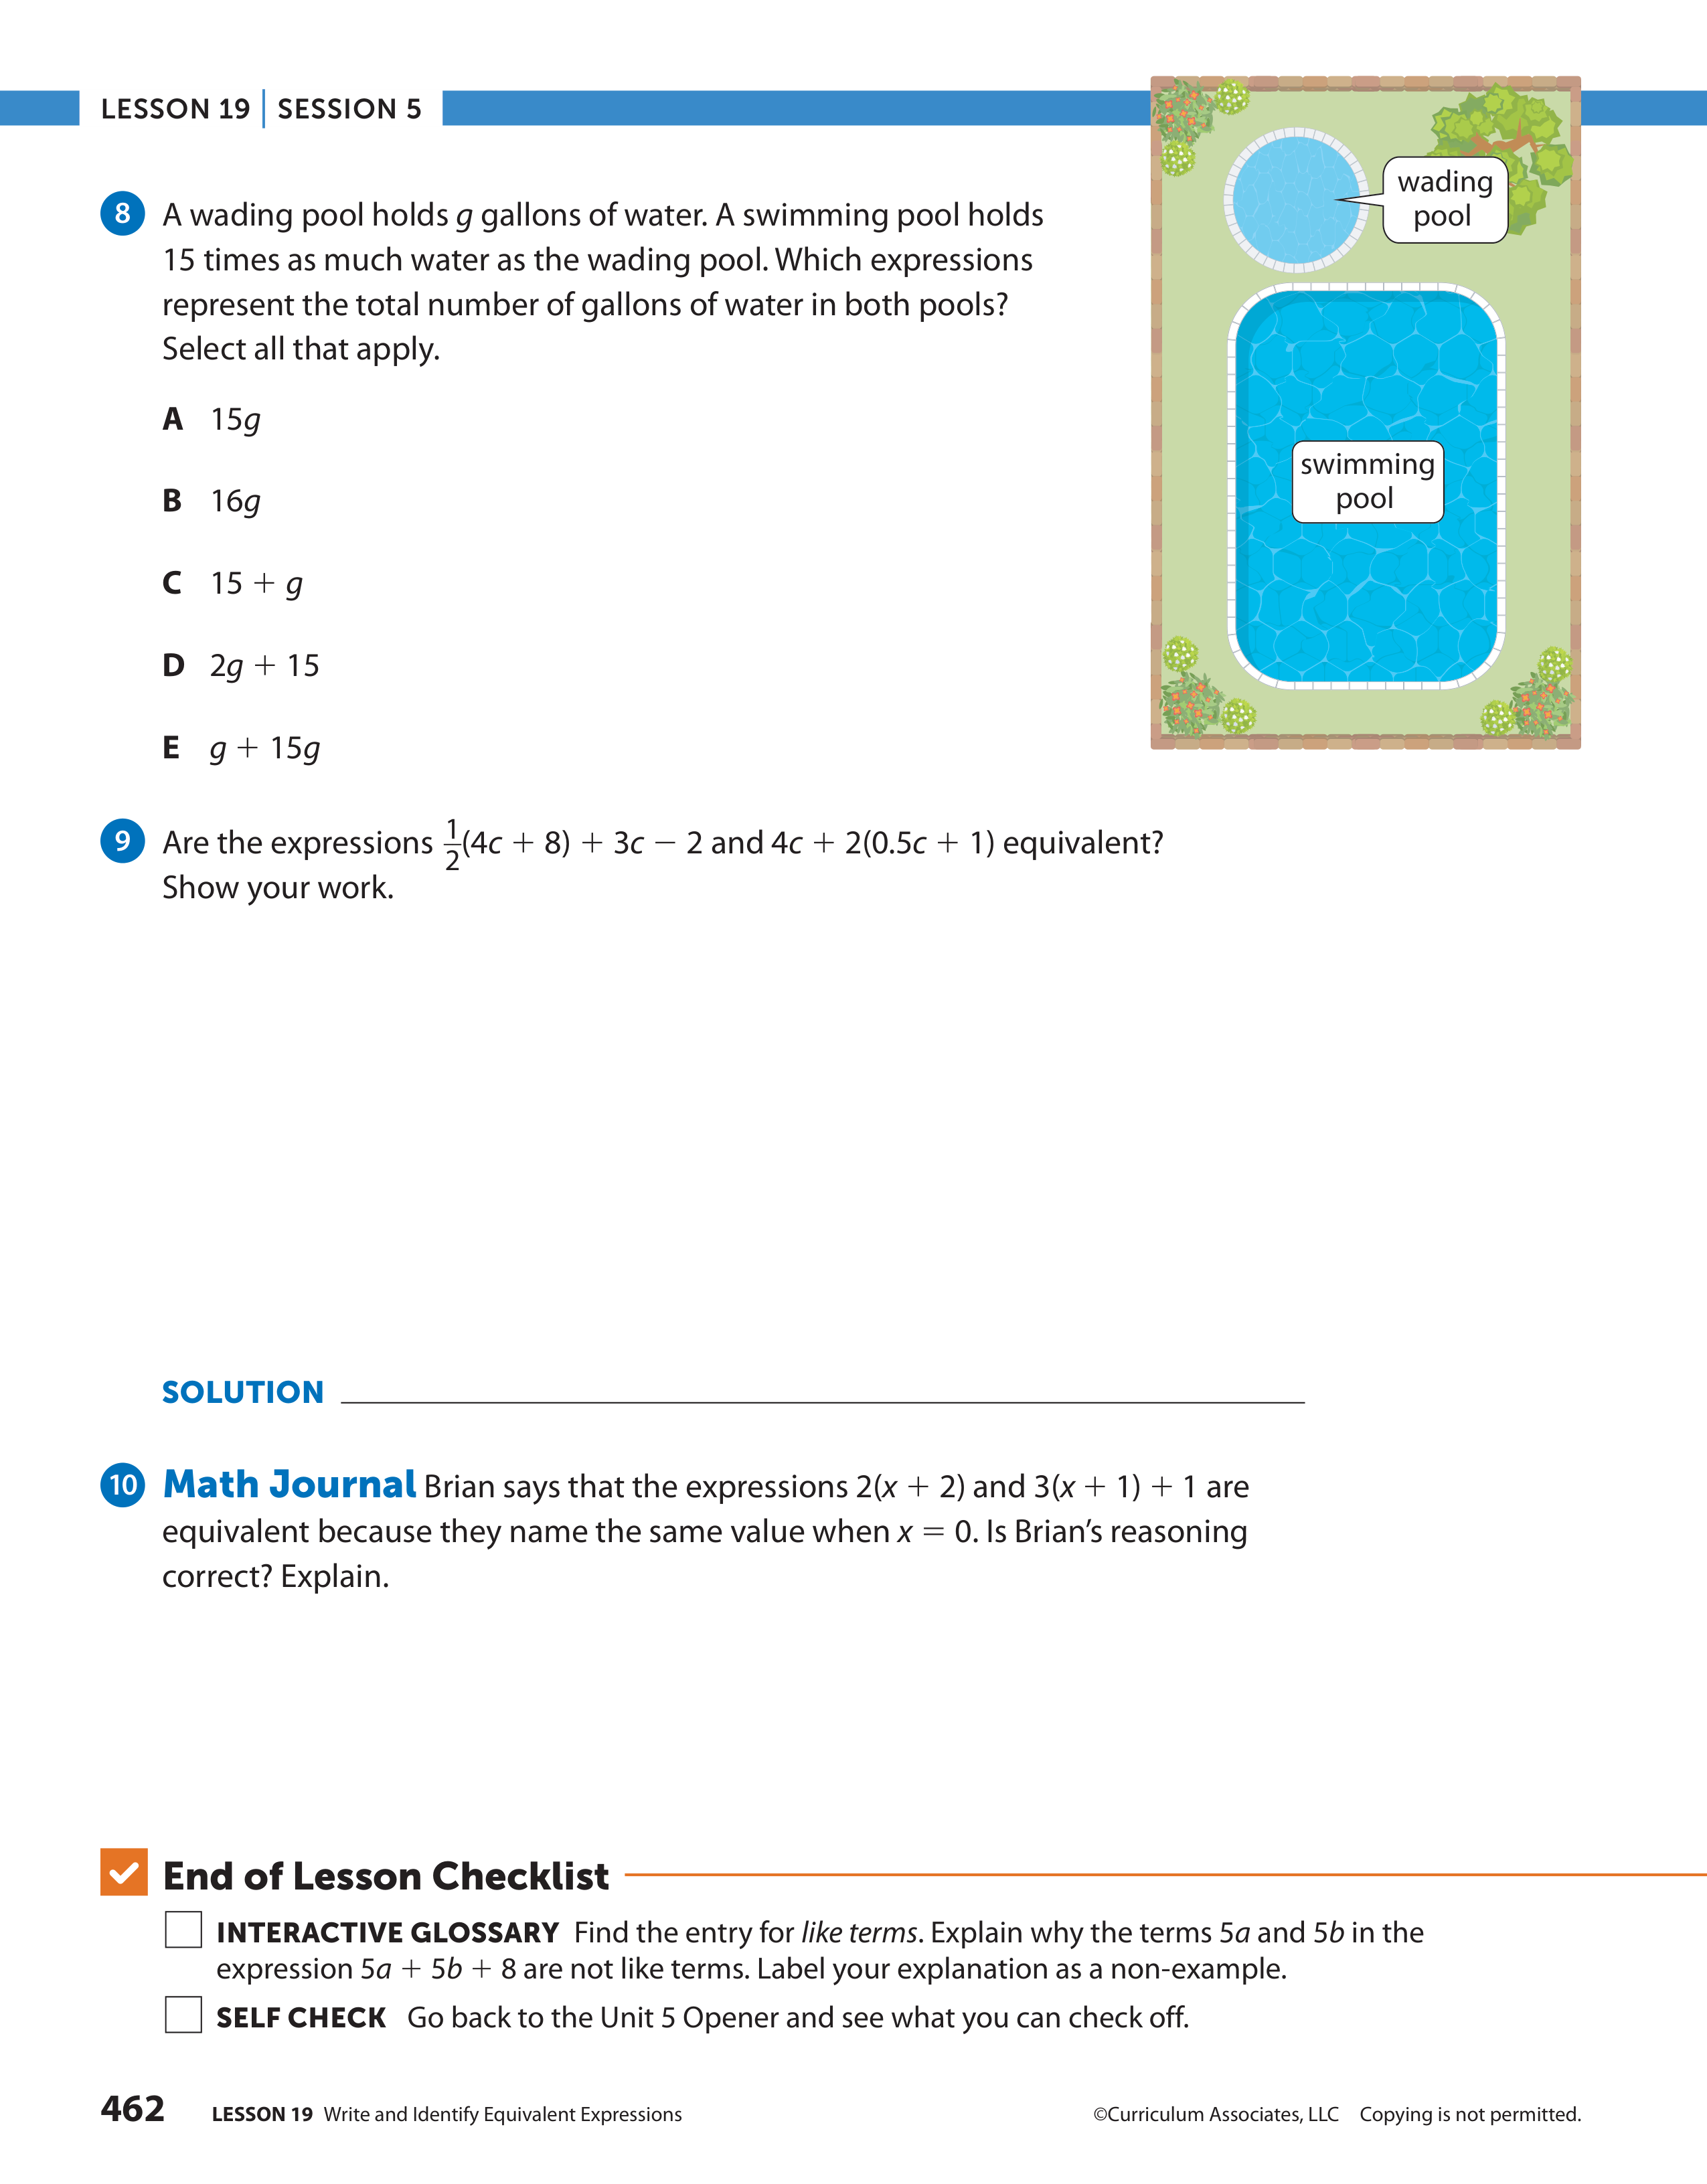 LESSON 19 | SESSION 5
wading
pool
swimming
pool
8 A wading pool holds g gallons of water. A swimming pool holds
15 times as much water as the wading pool. Which expressions
represent the total number of gallons of water in both pools?
Select all that apply.
A 15g
B 16g
C 15 + g
D 2g + 15
E g + 15g
9 Are the expressions 1/2(4c + 8) + 3c − 2 and 4c + 2(0.5c + 1) equivalent?
Show your work.
SOLUTION
10 Math Journal Brian says that the expressions 2(x + 2) and 3(x + 1) + 1 are
equivalent because they name the same value when x = 0. Is Brian’s reasoning
correct? Explain.
End of Lesson Checklist
INTERACTIVE GLOSSARY Find the entry for like terms. Explain why the terms 5a and 5b in the
expression 5a + 5b + 8 are not like terms. Label your explanation as a non-example.
SELF CHECK Go back to the Unit 5 Opener and see what you can check off.
462 LESSON 19 Write and Identify Equivalent Expressions ©Curriculum Associates, LLC Copying is not permitted.